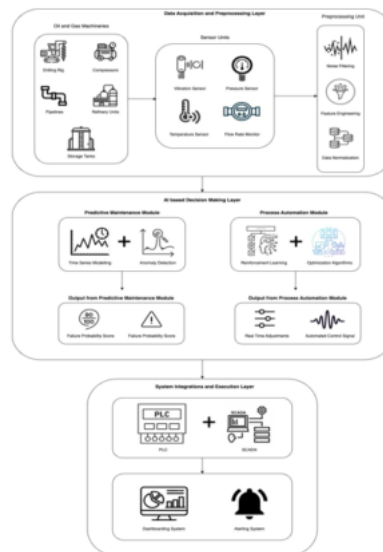 Data Acquisition and Preprocessing Layer
Oil and Gas Machineries
Drilling Rig
Compressors
Pipelines
Refinery Units
Storage Tanks
Sensor Units
Vibration Sensor
Pressure Sensor
Temperature Sensor
Flow Rate Monitor
Preprocessing Unit
Noise Filtering
Feature Engineering
Data Normalization
AI based Decision Making Layer
Predictive Maintenance Module
Time Series Modelling
Anomaly Detection
Process Automation Module
Reinforcement Learning
Optimization Algorithms
Output from Predictive Maintenance Module
Failure Probability Score
Failure Probability Score
Output from Process Automation Module
Real Time Adjustments
Automated Control Signal
System Integrations and Execution Layer
PLC
PLC
SCADA
SCADA
Dashboarding System
Alerting System